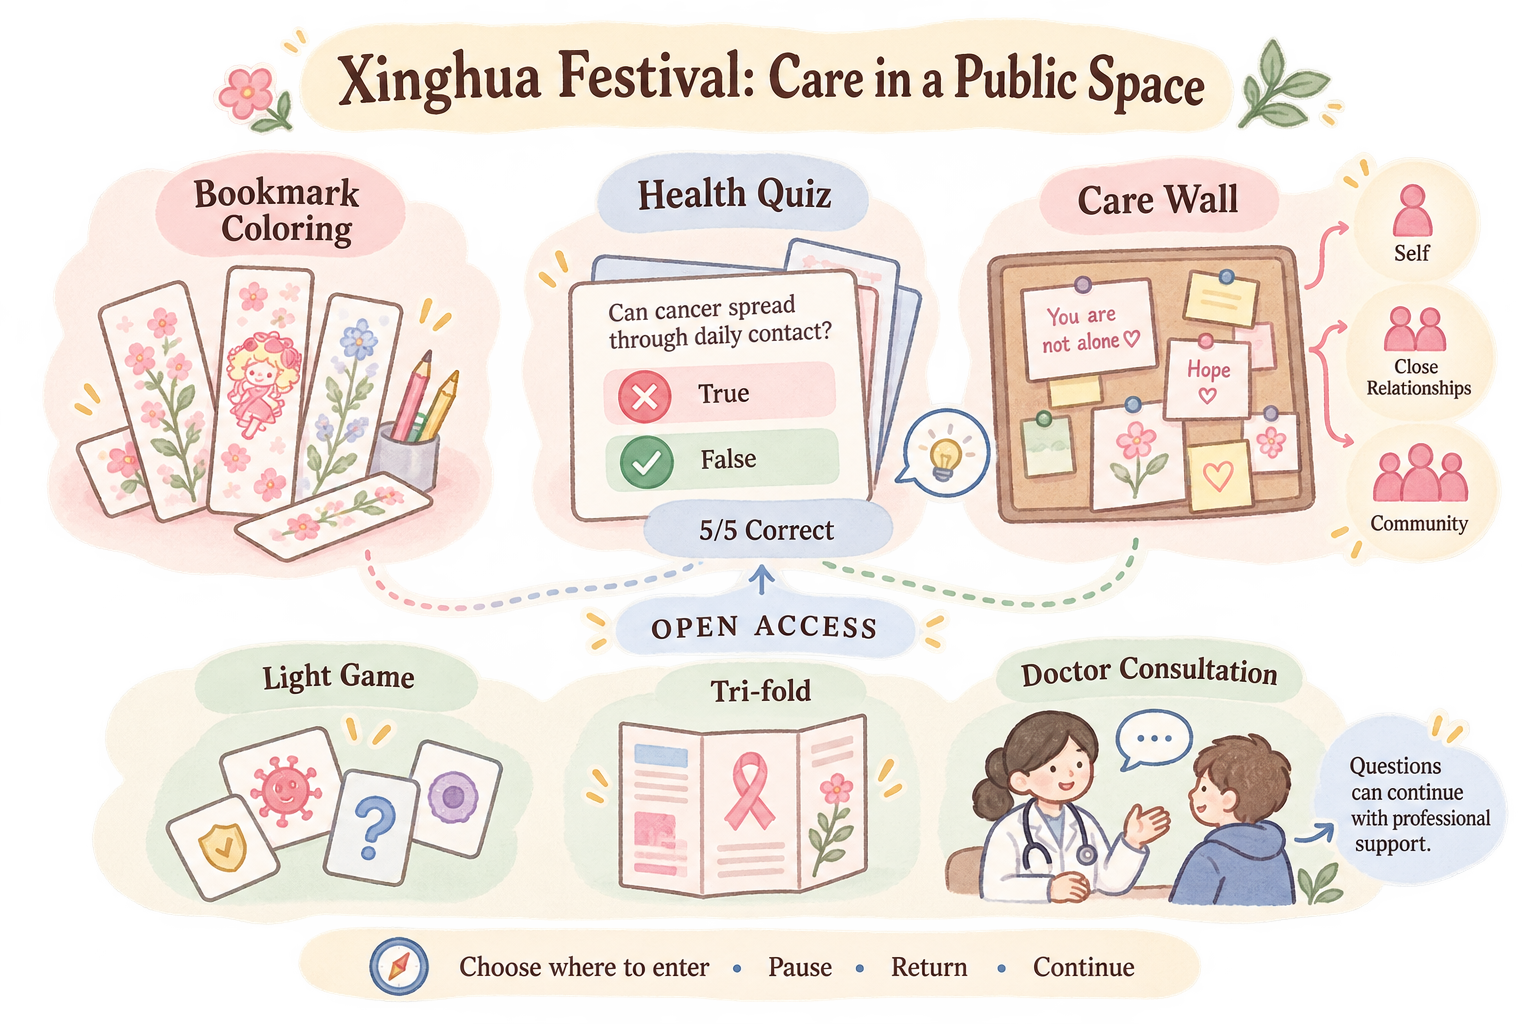 Xinghua Festival: Care in a Public Space
Bookmark
Coloring
Health Quiz
Can cancer spread
through daily contact?
True
False
5/5 Correct
Care Wall
You are
not alone♡
Hope
♡
Self
Close
Relationships
Community
OPEN ACCESS
Light Game
?
Tri-fold
Doctor Consultation
Questions
can continue
with professional
support.
Choose where to enter • Pause • Return • Continue